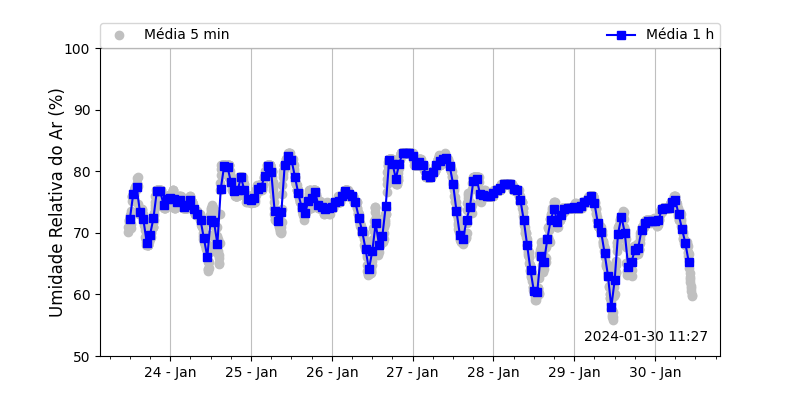 Média 5 min
Média 1 h
Umidade Relativa do Ar (%)
100
90
80
70
60
50
24 - Jan
25 - Jan
26 - Jan
27 - Jan
28 - Jan
29 - Jan
30 - Jan
2024-01-30 11:27